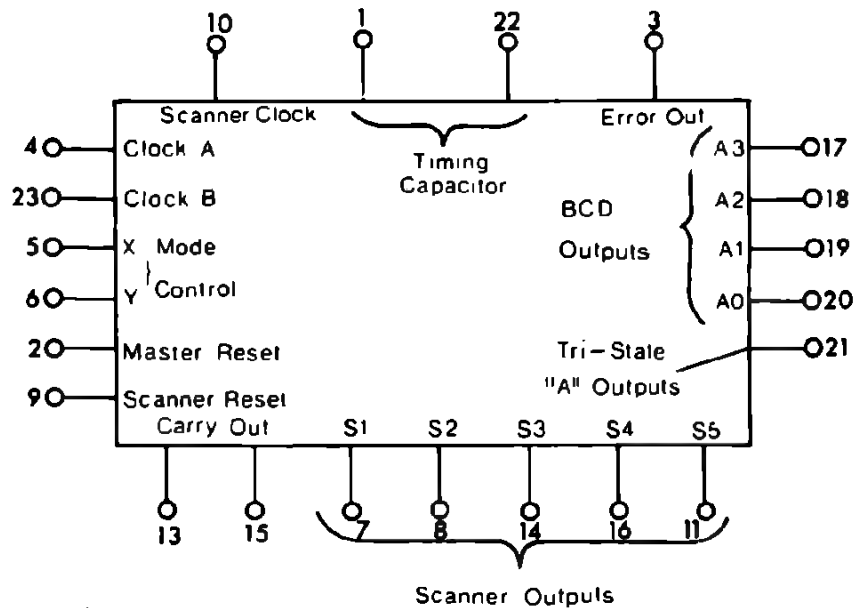 10 1 22 3
Scanner Clock Error Out
4 Clock A Timing A3 17
Capacitor
23 Clock B BCD A2 18
5 X Mode Outputs A1 19
6 Y Control A0 20
2 Master Reset Tri-State 21
"A" Outputs
9 Scanner Reset
Carry Out S1 S2 S3 S4 S5
13 15 7 8 14 16 11
Scanner Outputs